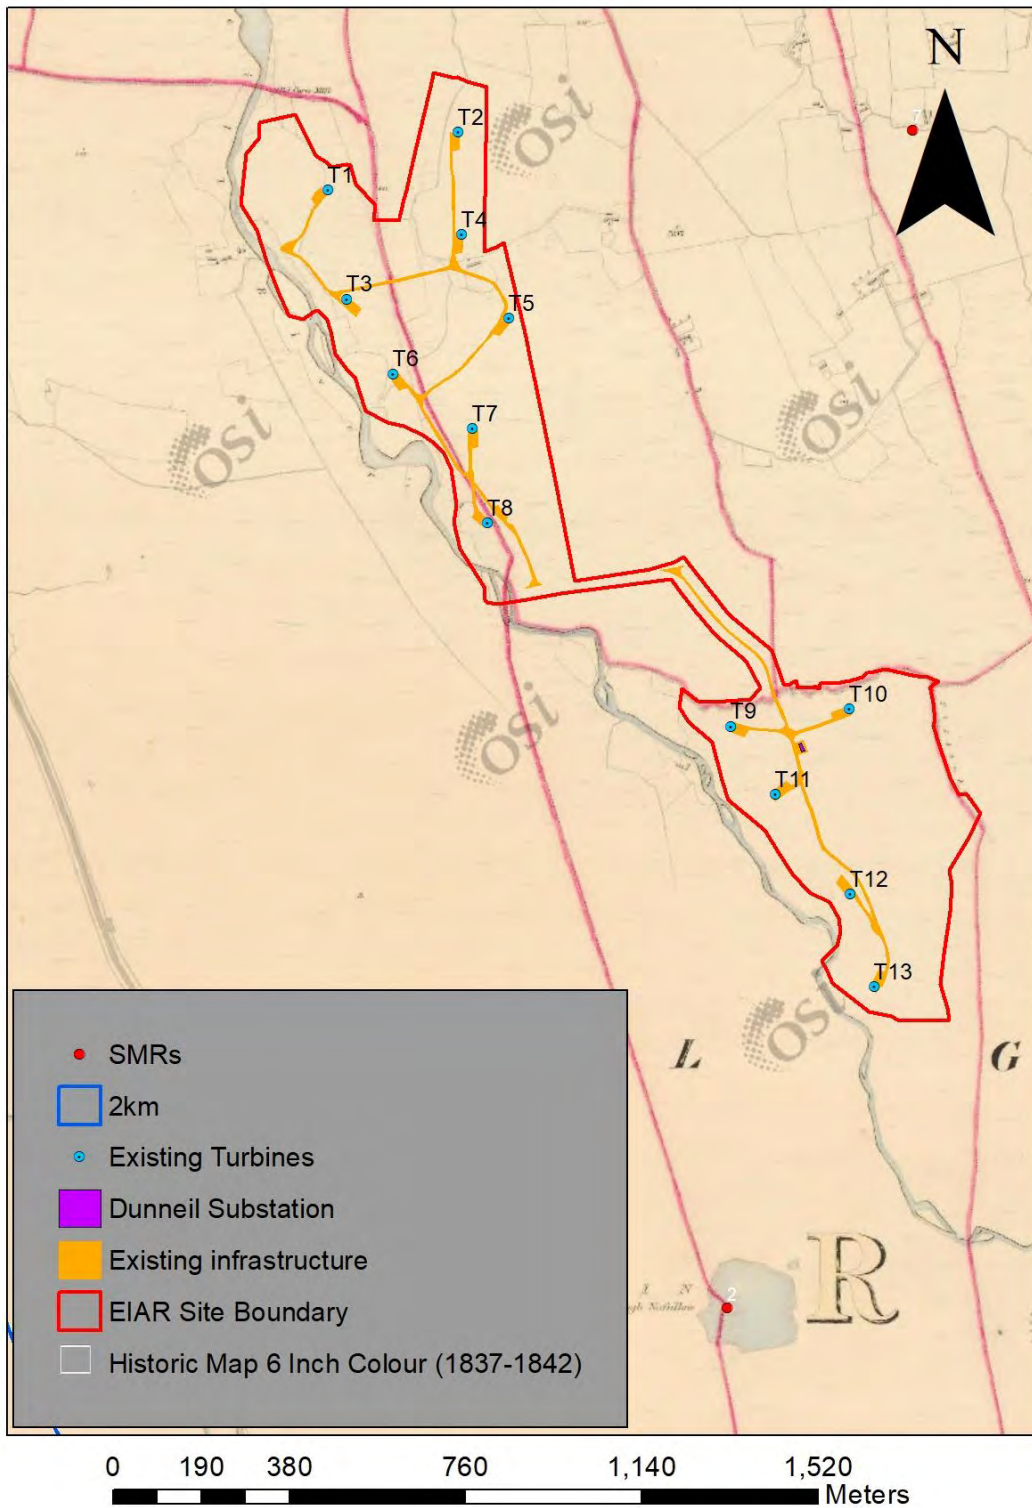 N
7
osi
T2
T1
T4
T3
T5
osi
T6
osi
T7
T8
osi
T10
T9
T11
T12
T13
osi
L G
R
2
SMRs
2km
Existing Turbines
Dunneil Substation
Existing infrastructure
EIAR Site Boundary
Historic Map 6 Inch Colour (1837-1842)
0 190 380 760 1,140 1,520
Meters